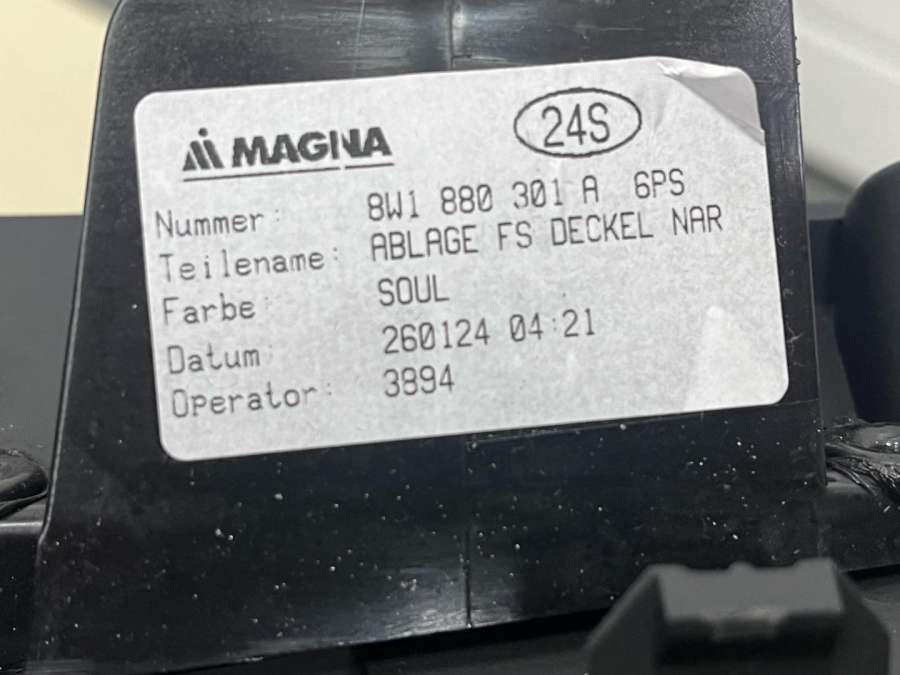 MAGNA 24S
Nummer: 8W1 880 301 A 6PS
Teilename: ABLAGE FS DECKEL NAR
Farbe: SOUL
Datum: 260124 04:21
Operator: 3894